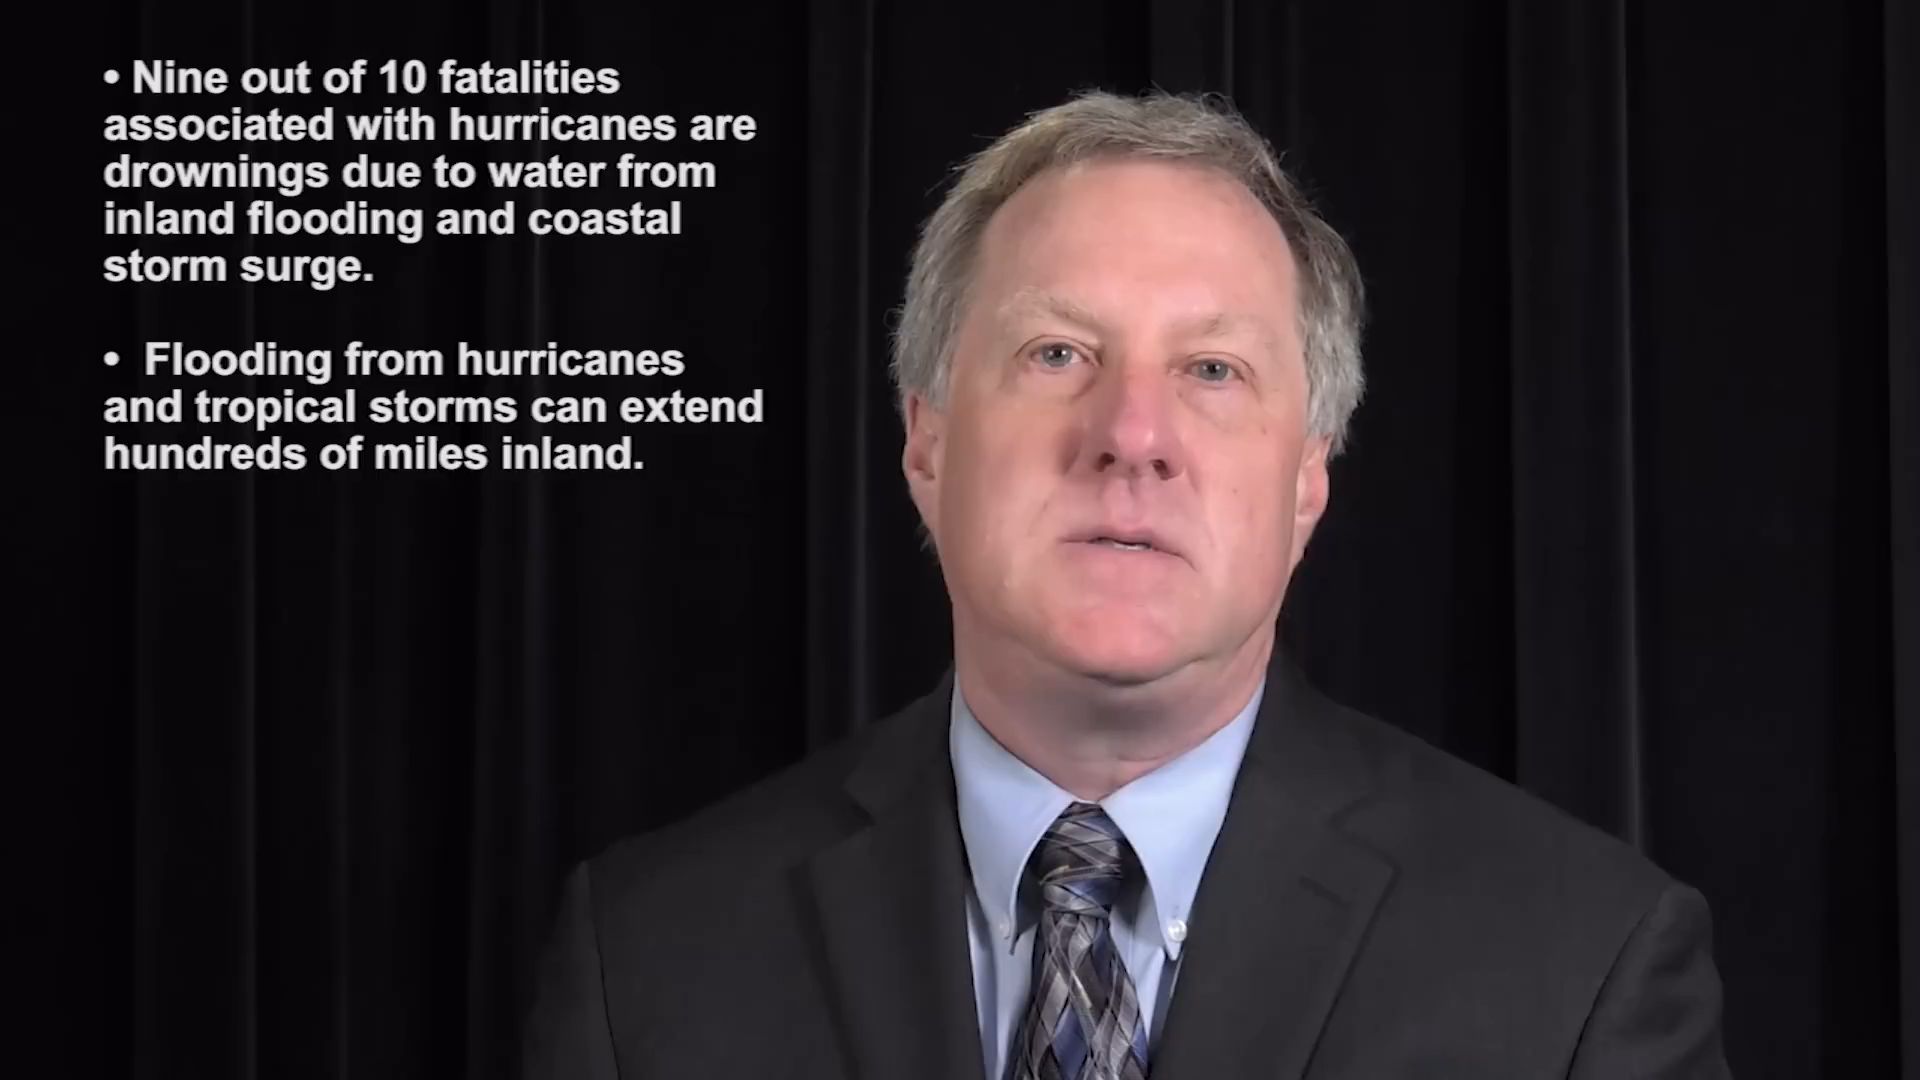 • Nine out of 10 fatalities
associated with hurricanes are
drownings due to water from
inland flooding and coastal
storm surge.
•  Flooding from hurricanes
and tropical storms can extend
hundreds of miles inland.